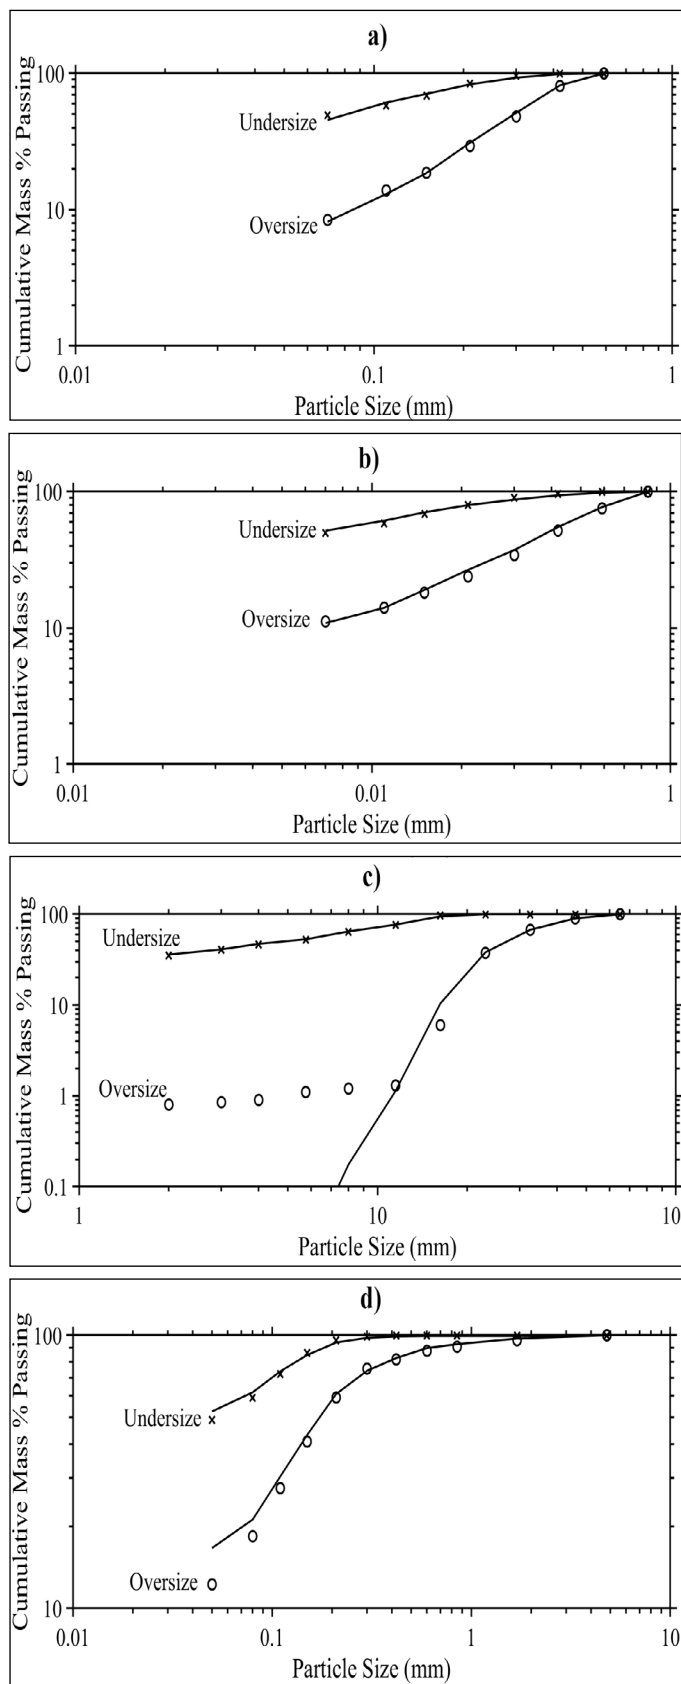 a)
Cumulative Mass % Passing
100
10
1
Undersize
Oversize
0.01
0.1
1
Particle Size (mm)
b)
Cumulative Mass % Passing
100
10
1
Undersize
Oversize
0.01
0.01
1
Particle Size (mm)
c)
Cumulative Mass % Passing
100
10
1
0.1
Undersize
Oversize
1
10
10
Particle Size (mm)
d)
Cumulative Mass % Passing
100
10
Undersize
Oversize
0.01
0.1
1
10
Particle Size (mm)